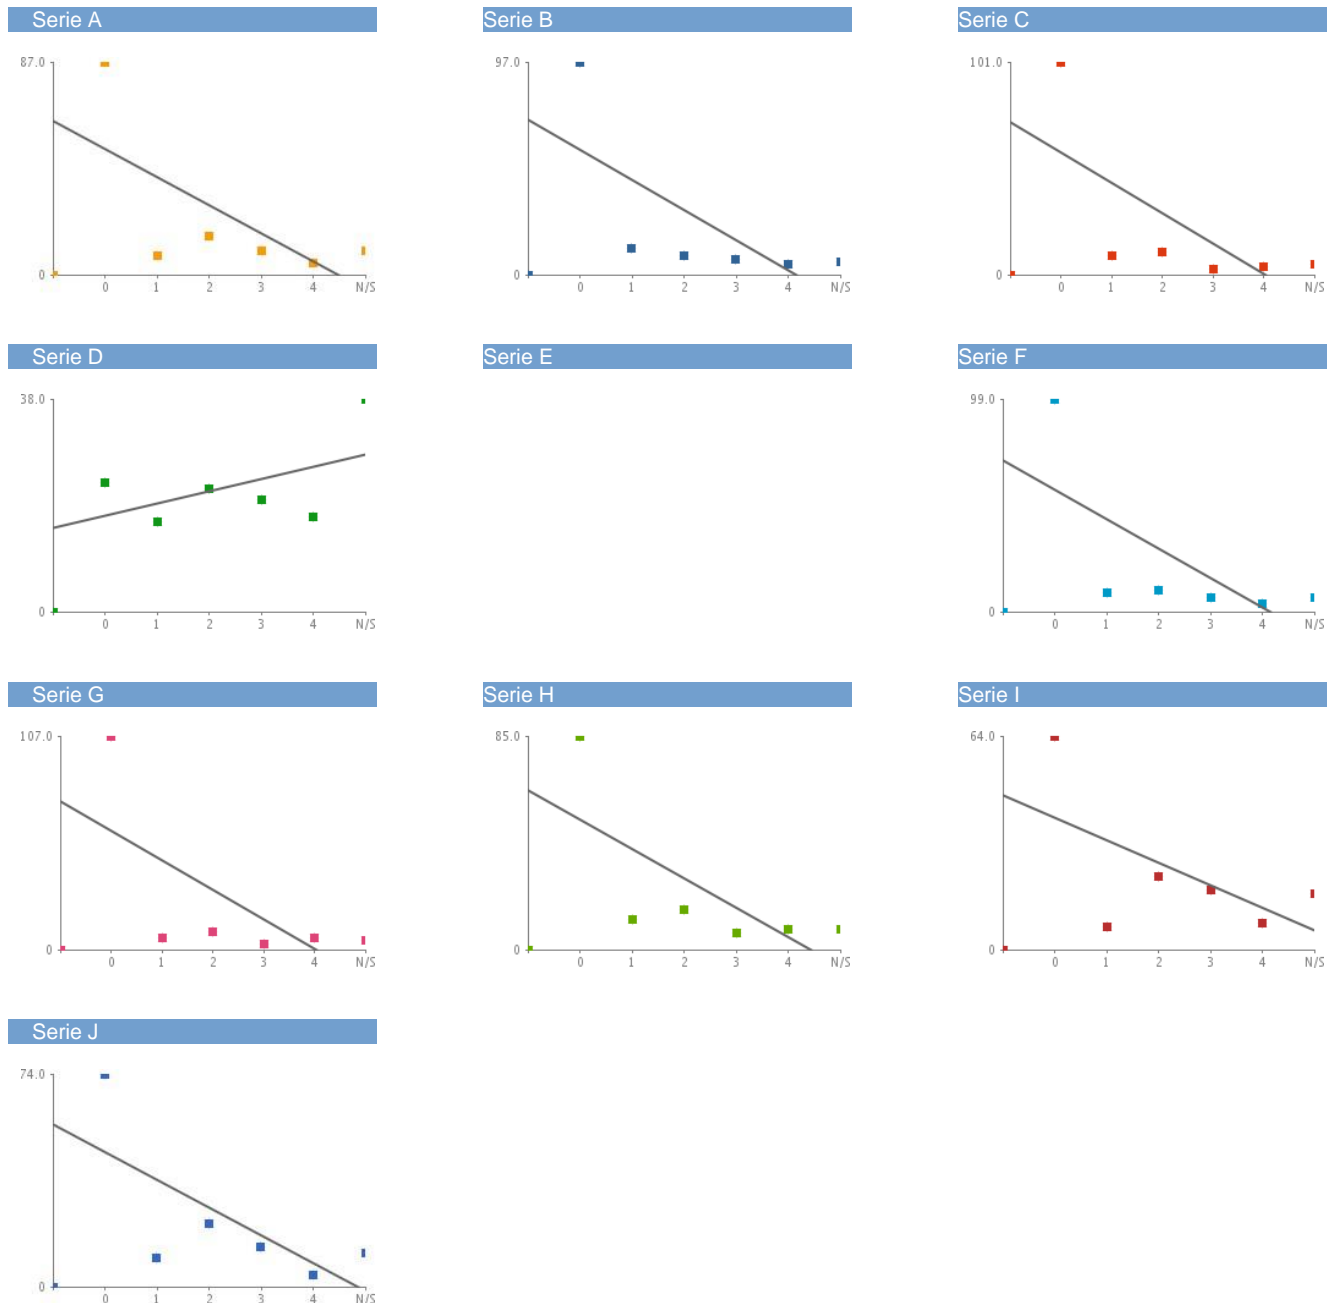 Serie A
Serie B
Serie C
87.0
0
0 1 2 3 4 N/S
97.0
0
0 1 2 3 4 N/S
101.0
0
0 1 2 3 4 N/S
Serie D
Serie E
Serie F
38.0
0
0 1 2 3 4 N/S
99.0
0
0 1 2 3 4 N/S
Serie G
Serie H
Serie I
107.0
0
0 1 2 3 4 N/S
85.0
0
0 1 2 3 4 N/S
64.0
0
0 1 2 3 4 N/S
Serie J
74.0
0
0 1 2 3 4 N/S